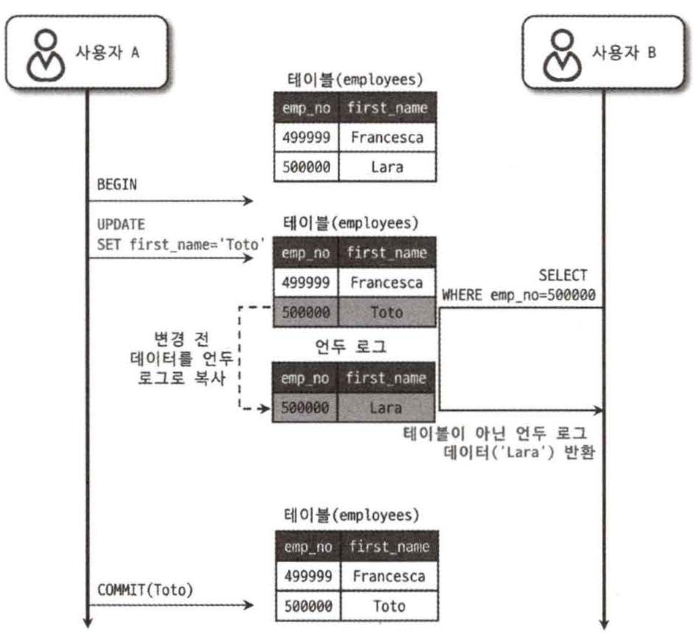 사용자 A
사용자 B
테이블(employees)
emp_no first_name
499999 Francesca
500000 Lara
BEGIN
UPDATE
SET first_name='Toto'
테이블(employees)
emp_no first_name
499999 Francesca
500000 Toto
SELECT
WHERE emp_no=500000
변경 전
데이터를 언두
로그로 복사
언두 로그
emp_no first_name
500000 Lara
테이블이 아닌 언두 로그
데이터('Lara') 반환
테이블(employees)
emp_no first_name
499999 Francesca
500000 Toto
COMMIT(Toto)